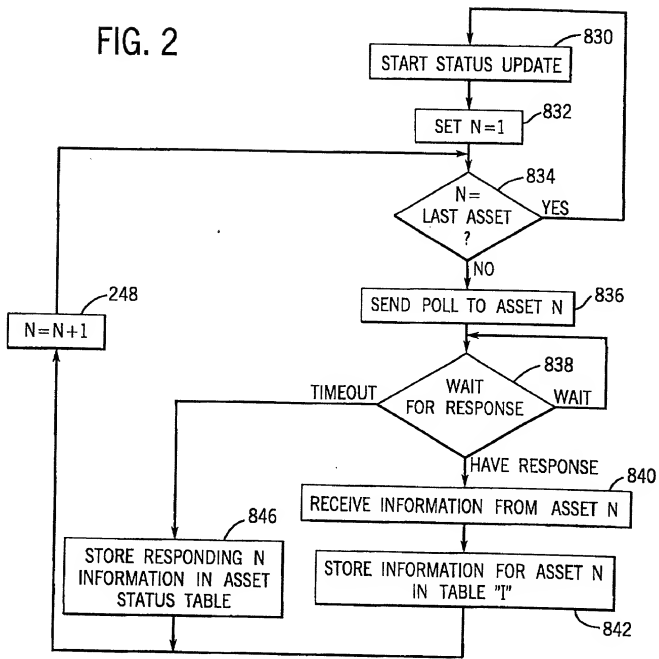 FIG. 2
830
START STATUS UPDATE
832
SET N=1
834
N=
LAST ASSET
?
YES
NO
248
N=N+1
SEND POLL TO ASSET N
836
838
TIMEOUT
WAIT
FOR RESPONSE
WAIT
HAVE RESPONSE
840
RECEIVE INFORMATION FROM ASSET N
846
STORE RESPONDING N
INFORMATION IN ASSET
STATUS TABLE
STORE INFORMATION FOR ASSET N
IN TABLE "I"
842